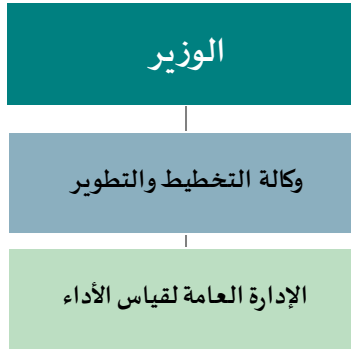 الوزير
وكالة التخطيط والتطوير
الإدارة العامة لقياس الأداء